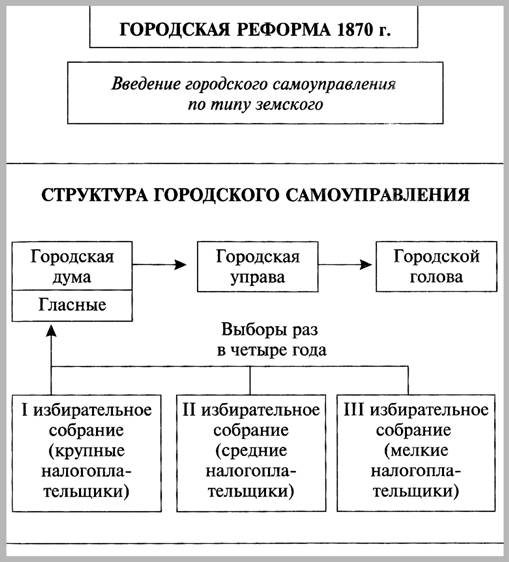 ГОРОДСКАЯ РЕФОРМА 1870 г.
Введение городского самоуправления
по типу земского
СТРУКТУРА ГОРОДСКОГО САМОУПРАВЛЕНИЯ
Городская
дума
Гласные
Городская
управа
Городской
голова
Выборы раз
в четыре года
I избирательное
собрание
(крупные
налогопла-
тельщики)
II избирательное
собрание
(средние
налогопла-
тельщики)
III избирательное
собрание
(мелкие
налогопла-
тельщики)